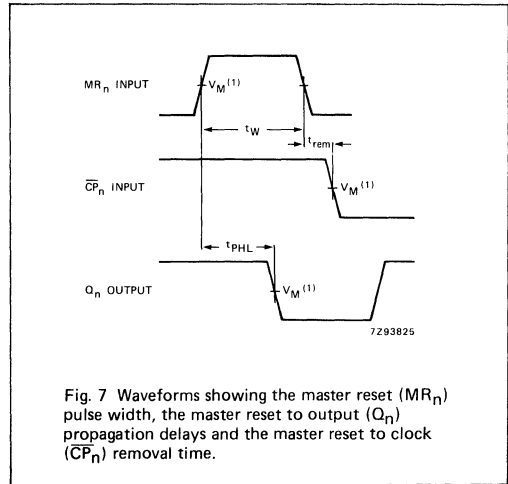 MRn INPUT
VM(1)
tW
trem
CPn INPUT
VM(1)
tPHL
Qn OUTPUT
VM(1)
7Z93825
Fig. 7 Waveforms showing the master reset (MRn)
pulse width, the master reset to output (Qn)
propagation delays and the master reset to clock
(CPn) removal time.